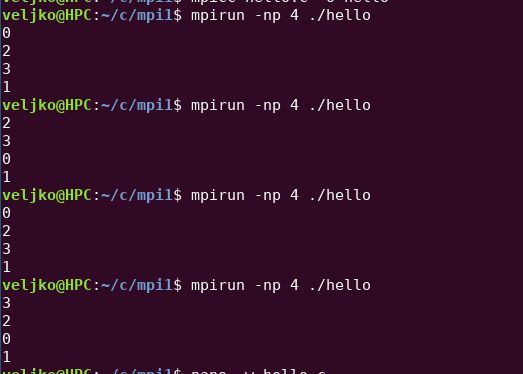 veljko@HPC:~/c/mpi1$ mpicc hello.c -o hello
veljko@HPC:~/c/mpi1$ mpirun -np 4 ./hello
0
2
3
1
veljko@HPC:~/c/mpi1$ mpirun -np 4 ./hello
2
3
0
1
veljko@HPC:~/c/mpi1$ mpirun -np 4 ./hello
0
2
3
1
veljko@HPC:~/c/mpi1$ mpirun -np 4 ./hello
3
2
0
1
veljko@HPC:~/c/mpi1$ nano -w hello.c